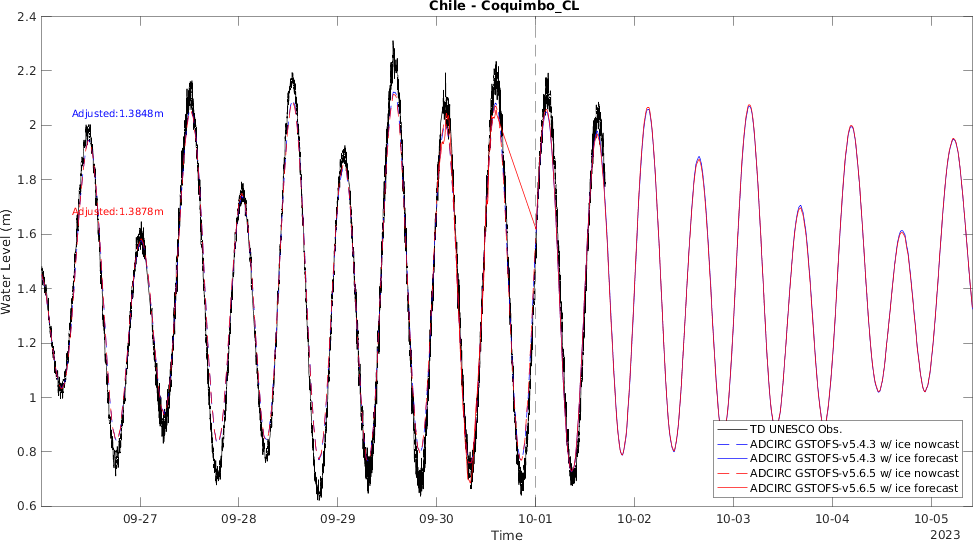 Chile - Coquimbo_CL
2.4
2.2
2
1.8
1.6
1.4
1.2
1
0.8
0.6
Water Level (m)
Adjusted:1.3848m
Adjusted:1.3878m
TD UNESCO Obs.
ADCIRC GSTOFS-v5.4.3 w/ ice nowcast
ADCIRC GSTOFS-v5.4.3 w/ ice forecast
ADCIRC GSTOFS-v5.6.5 w/ ice nowcast
ADCIRC GSTOFS-v5.6.5 w/ ice forecast
09-27 09-28 09-29 09-30 10-01 10-02 10-03 10-04 10-05
Time
2023